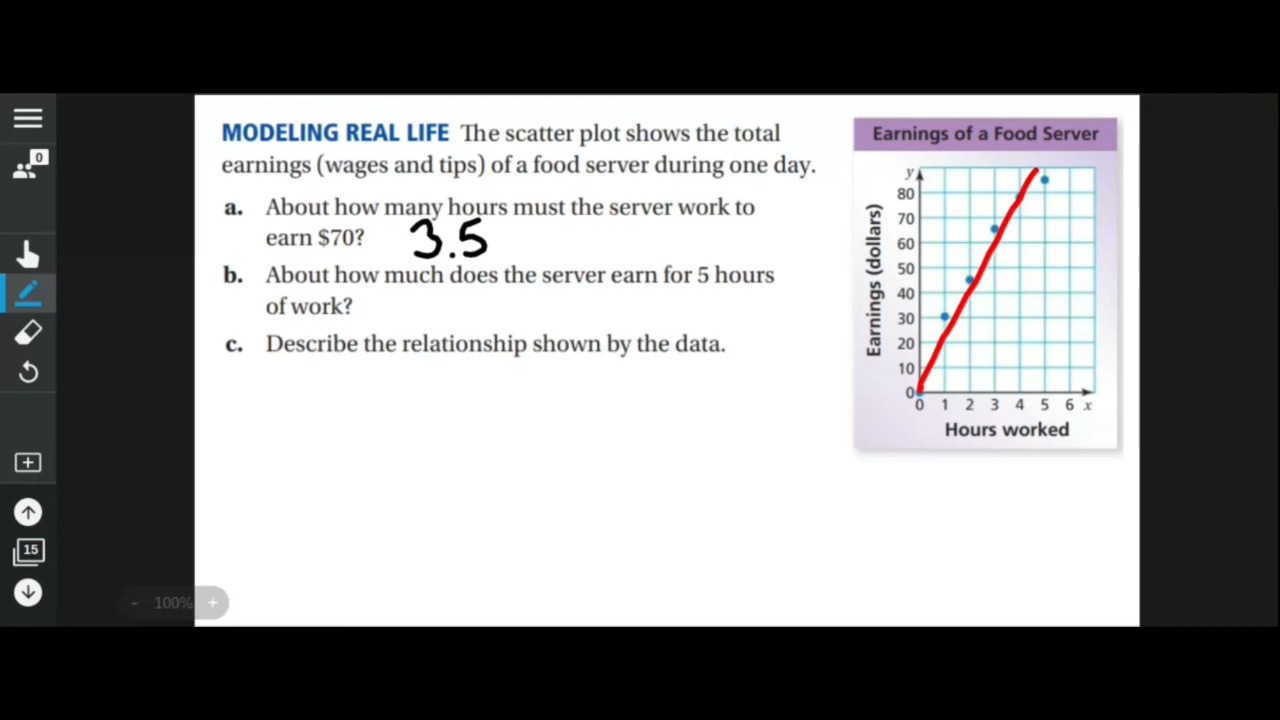 0
MODELING REAL LIFE The scatter plot shows the total
earnings (wages and tips) of a food server during one day.
a. About how many hours must the server work to
earn $70? 3.5
b. About how much does the server earn for 5 hours
of work?
c. Describe the relationship shown by the data.
Earnings of a Food Server
y
80
70
60
50
40
30
20
10
0
Earnings (dollars)
0 1 2 3 4 5 6 x
Hours worked
15
- 100% +